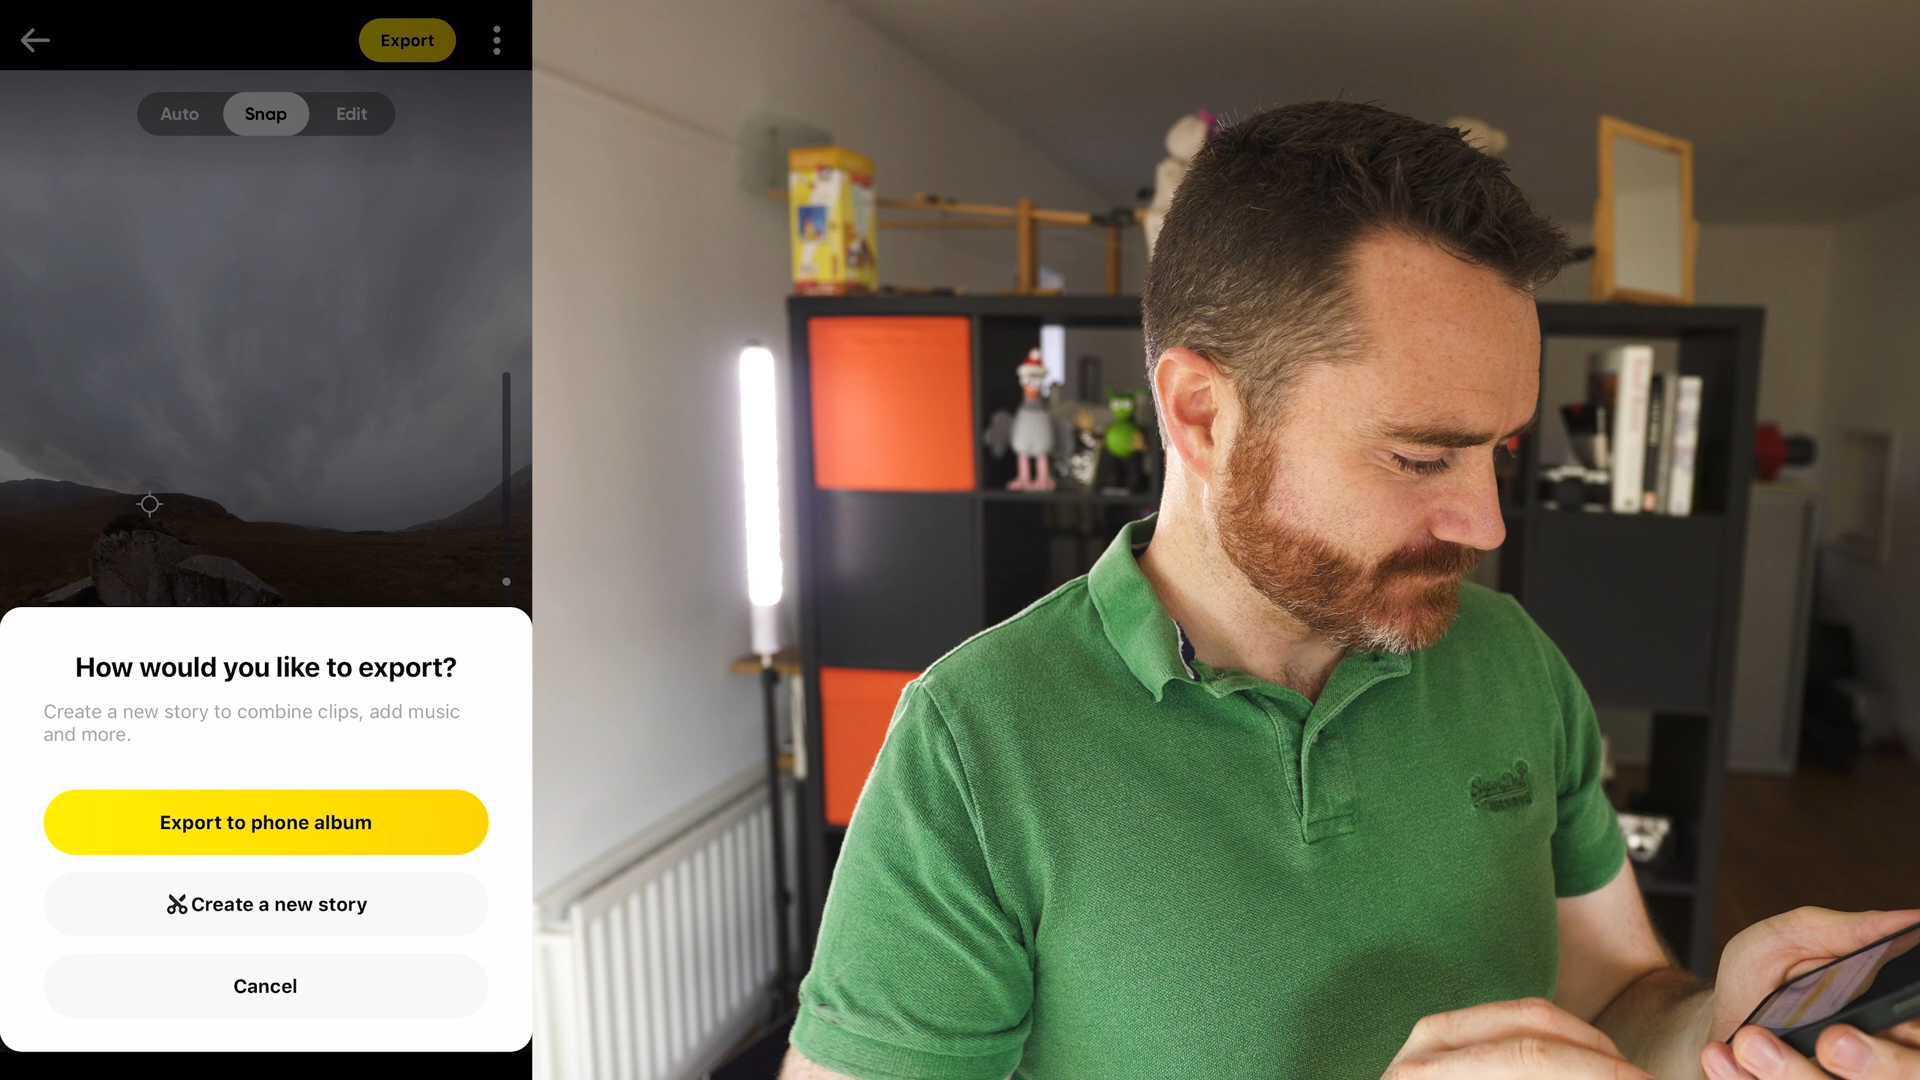 Export
Auto
Snap
Edit
How would you like to export?
Create a new story to combine clips, add music
and more.
Export to phone album
Create a new story
Cancel